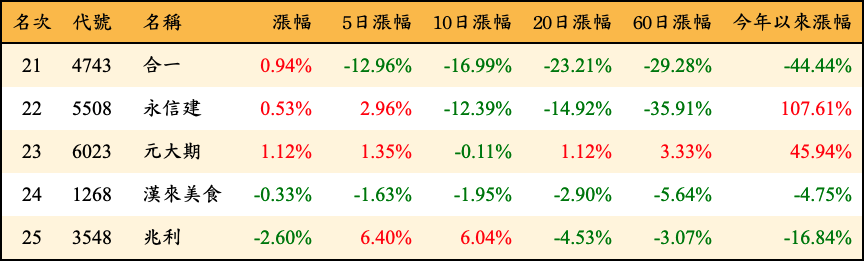 名次 代號 名稱 漲幅 5日漲幅 10日漲幅 20日漲幅 60日漲幅 今年以來漲幅
21 4743 合一 0.94% -12.96% -16.99% -23.21% -29.28% -44.44%
22 5508 永信建 0.53% 2.96% -12.39% -14.92% -35.91% 107.61%
23 6023 元大期 1.12% 1.35% -0.11% 1.12% 3.33% 45.94%
24 1268 漢來美食 -0.33% -1.63% -1.95% -2.90% -5.64% -4.75%
25 3548 兆利 -2.60% 6.40% 6.04% -4.53% -3.07% -16.84%